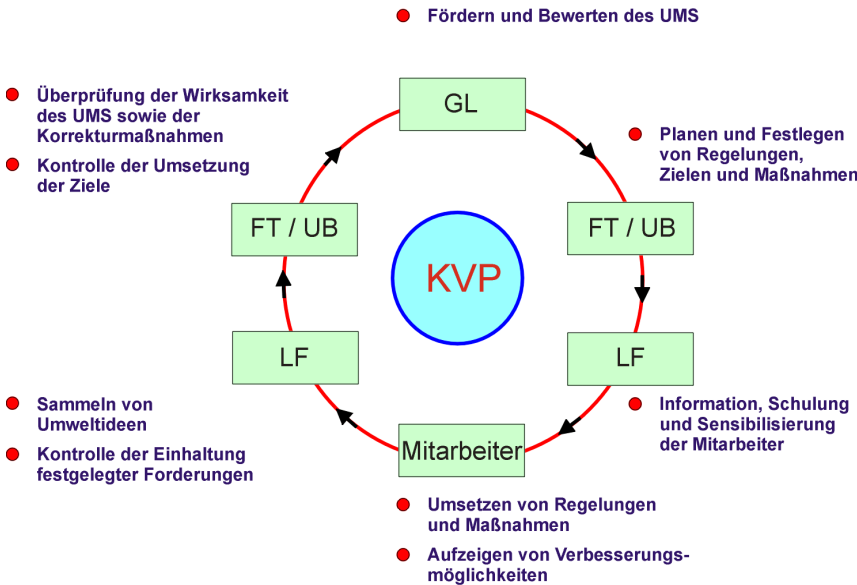 Fördern und Bewerten des UMS
GL
Überprüfung der Wirksamkeit
des UMS sowie der
Korrekturmaßnahmen
Kontrolle der Umsetzung
der Ziele
Planen und Festlegen
von Regelungen,
Zielen und Maßnahmen
FT / UB
FT / UB
KVP
LF
LF
Sammeln von
Umweltideen
Kontrolle der Einhaltung
festgelegter Forderungen
Information, Schulung
und Sensibilisierung
der Mitarbeiter
Mitarbeiter
Umsetzen von Regelungen
und Maßnahmen
Aufzeigen von Verbesserungs-
möglichkeiten